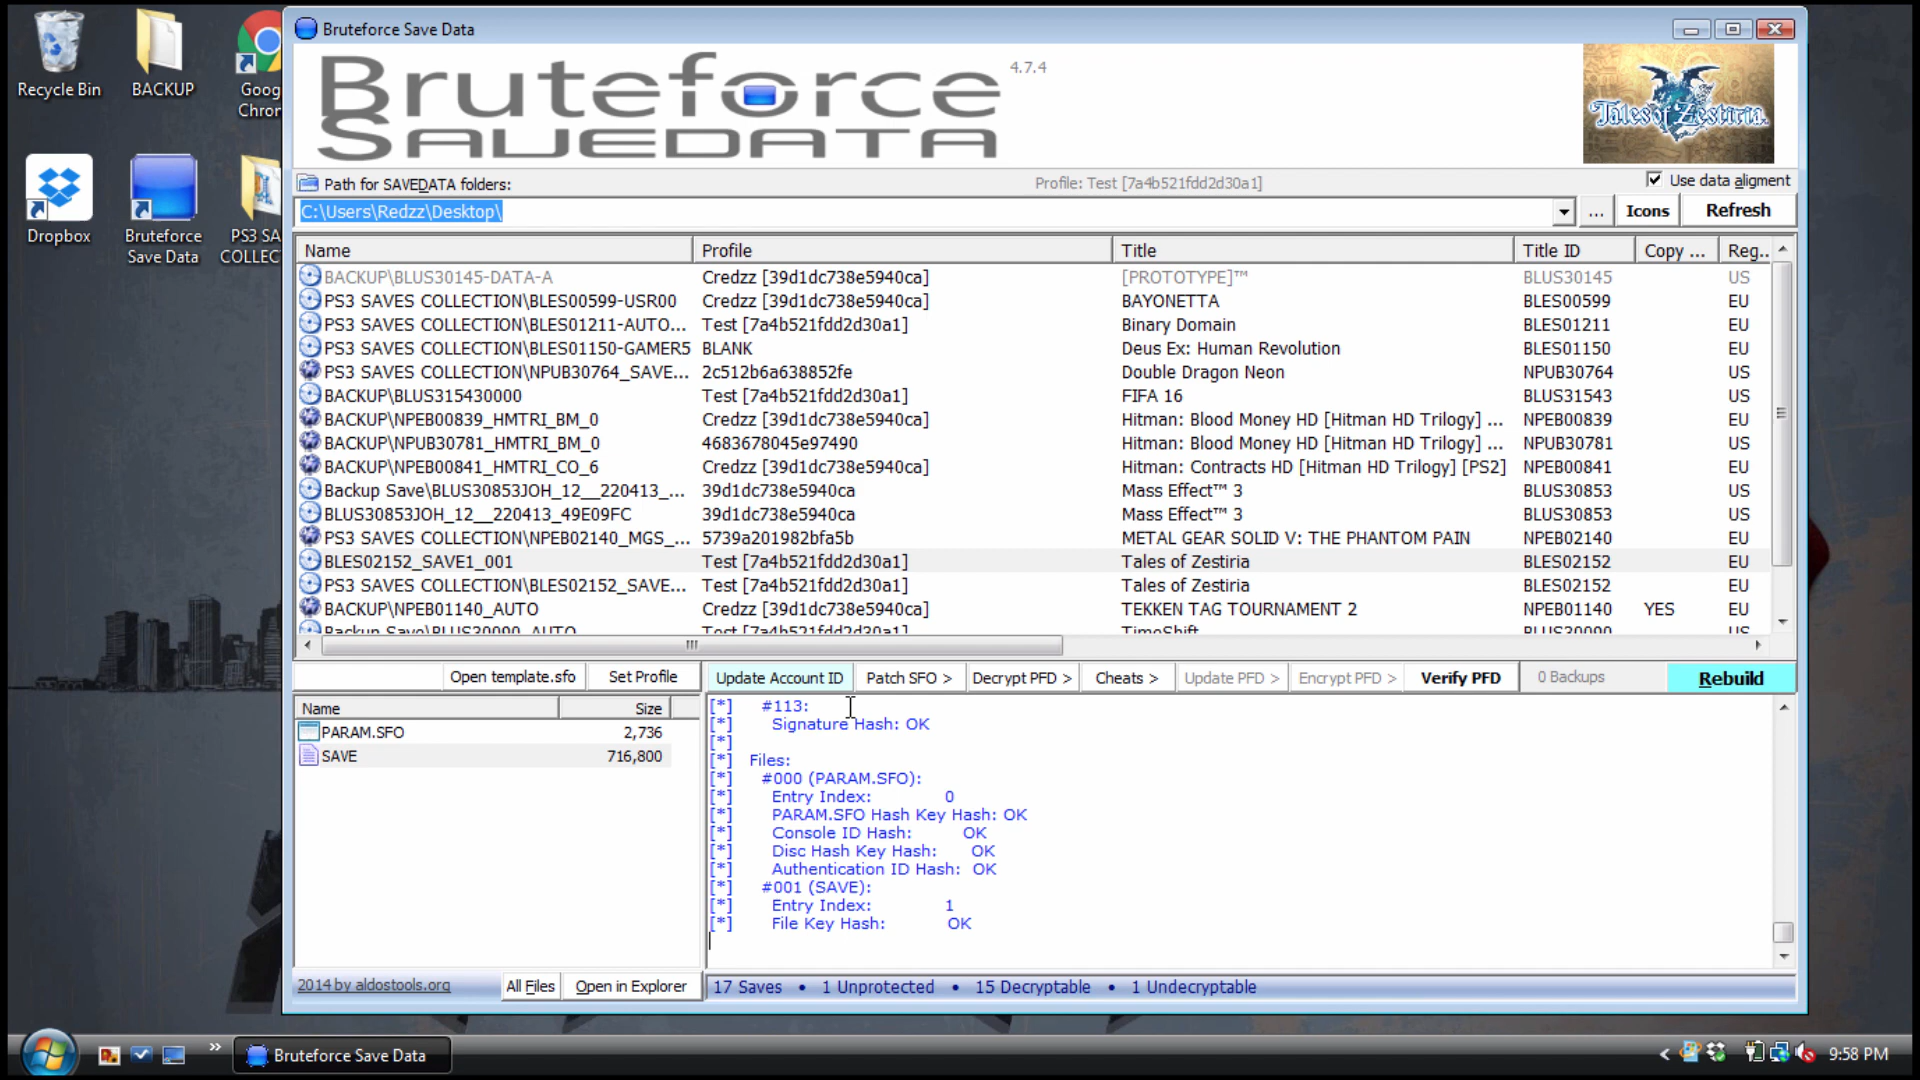 Recycle Bin
BACKUP
Goog
Chron
Dropbox
Bruteforce
Save Data
PS3 SA
COLLEC
Bruteforce Save Data
Bruteforce
SAVEDATA
4.7.4
Tales of Zestiria
Path for SAVEDATA folders:
Profile: Test [7a4b521fdd2d30a1]
Use data aligment
C:\Users\Redzz\Desktop\
...
Icons
Refresh
Name Profile Title Title ID Copy ... Reg...
BACKUP\BLUS30145-DATA-A Credzz [39d1dc738e5940ca] [PROTOTYPE]™ BLUS30145 US
PS3 SAVES COLLECTION\BLES00599-USR00 Credzz [39d1dc738e5940ca] BAYONETTA BLES00599 EU
PS3 SAVES COLLECTION\BLES01211-AUTO... Test [7a4b521fdd2d30a1] Binary Domain BLES01211 EU
PS3 SAVES COLLECTION\BLES01150-GAMER5 BLANK Deus Ex: Human Revolution BLES01150 EU
PS3 SAVES COLLECTION\NPUB30764_SAVE... 2c512b6a638852fe Double Dragon Neon NPUB30764 US
BACKUP\BLUS315430000 Test [7a4b521fdd2d30a1] FIFA 16 BLUS31543 US
BACKUP\NPEB00839_HMTRI_BM_0 Credzz [39d1dc738e5940ca] Hitman: Blood Money HD [Hitman HD Trilogy] ... NPEB00839 EU
BACKUP\NPUB30781_HMTRI_BM_0 4683678045e97490 Hitman: Blood Money HD [Hitman HD Trilogy] ... NPUB30781 US
BACKUP\NPEB00841_HMTRI_CO_6 Credzz [39d1dc738e5940ca] Hitman: Contracts HD [Hitman HD Trilogy] [PS2] NPEB00841 EU
Backup Save\BLUS30853JOH_12__220413_... 39d1dc738e5940ca Mass Effect™ 3 BLUS30853 US
BLUS30853JOH_12__220413_49E09FC 39d1dc738e5940ca Mass Effect™ 3 BLUS30853 US
PS3 SAVES COLLECTION\NPEB02140_MGS_... 5739a201982bfa5b METAL GEAR SOLID V: THE PHANTOM PAIN NPEB02140 EU
BLES02152_SAVE1_001 Test [7a4b521fdd2d30a1] Tales of Zestiria BLES02152 EU
PS3 SAVES COLLECTION\BLES02152_SAVE... Test [7a4b521fdd2d30a1] Tales of Zestiria BLES02152 EU
BACKUP\NPEB01140_AUTO Credzz [39d1dc738e5940ca] TEKKEN TAG TOURNAMENT 2 NPEB01140 YES EU
Backup Save\BLUS30090_AUTO Test [7a4b521fdd2d30a1] TimeShift BLUS30090 US
Open template.sfo Set Profile Update Account ID Patch SFO > Decrypt PFD > Cheats > Update PFD > Encrypt PFD > Verify PFD 0 Backups Rebuild
Name Size
PARAM.SFO 2,736
SAVE 716,800
[*] #113:
[*] Signature Hash: OK
[*]
[*] Files:
[*] #000 (PARAM.SFO):
[*] Entry Index: 0
[*] PARAM.SFO Hash Key Hash: OK
[*] Console ID Hash: OK
[*] Disc Hash Key Hash: OK
[*] Authentication ID Hash: OK
[*] #001 (SAVE):
[*] Entry Index: 1
[*] File Key Hash: OK
2014 by aldostools.org
All Files
Open in Explorer
17 Saves • 1 Unprotected • 15 Decryptable • 1 Undecryptable
»
Bruteforce Save Data
<
9:58 PM